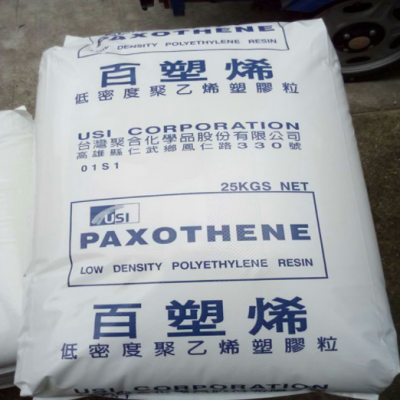 PAXOTHENE
DENSITY POLYETHYLENE RESIN
百塑烯
低密度聚乙烯塑膠粒
USI CORPORATION
台灣聚合化學品股份有限公司
高雄縣仁武鄉鳳仁路330號
01S1
25KGS NET
USI
PAXOTHENE
LOW DENSITY POLYETHYLENE RESIN
百塑烯
低密度聚乙烯塑膠粒
USI CORPORATION